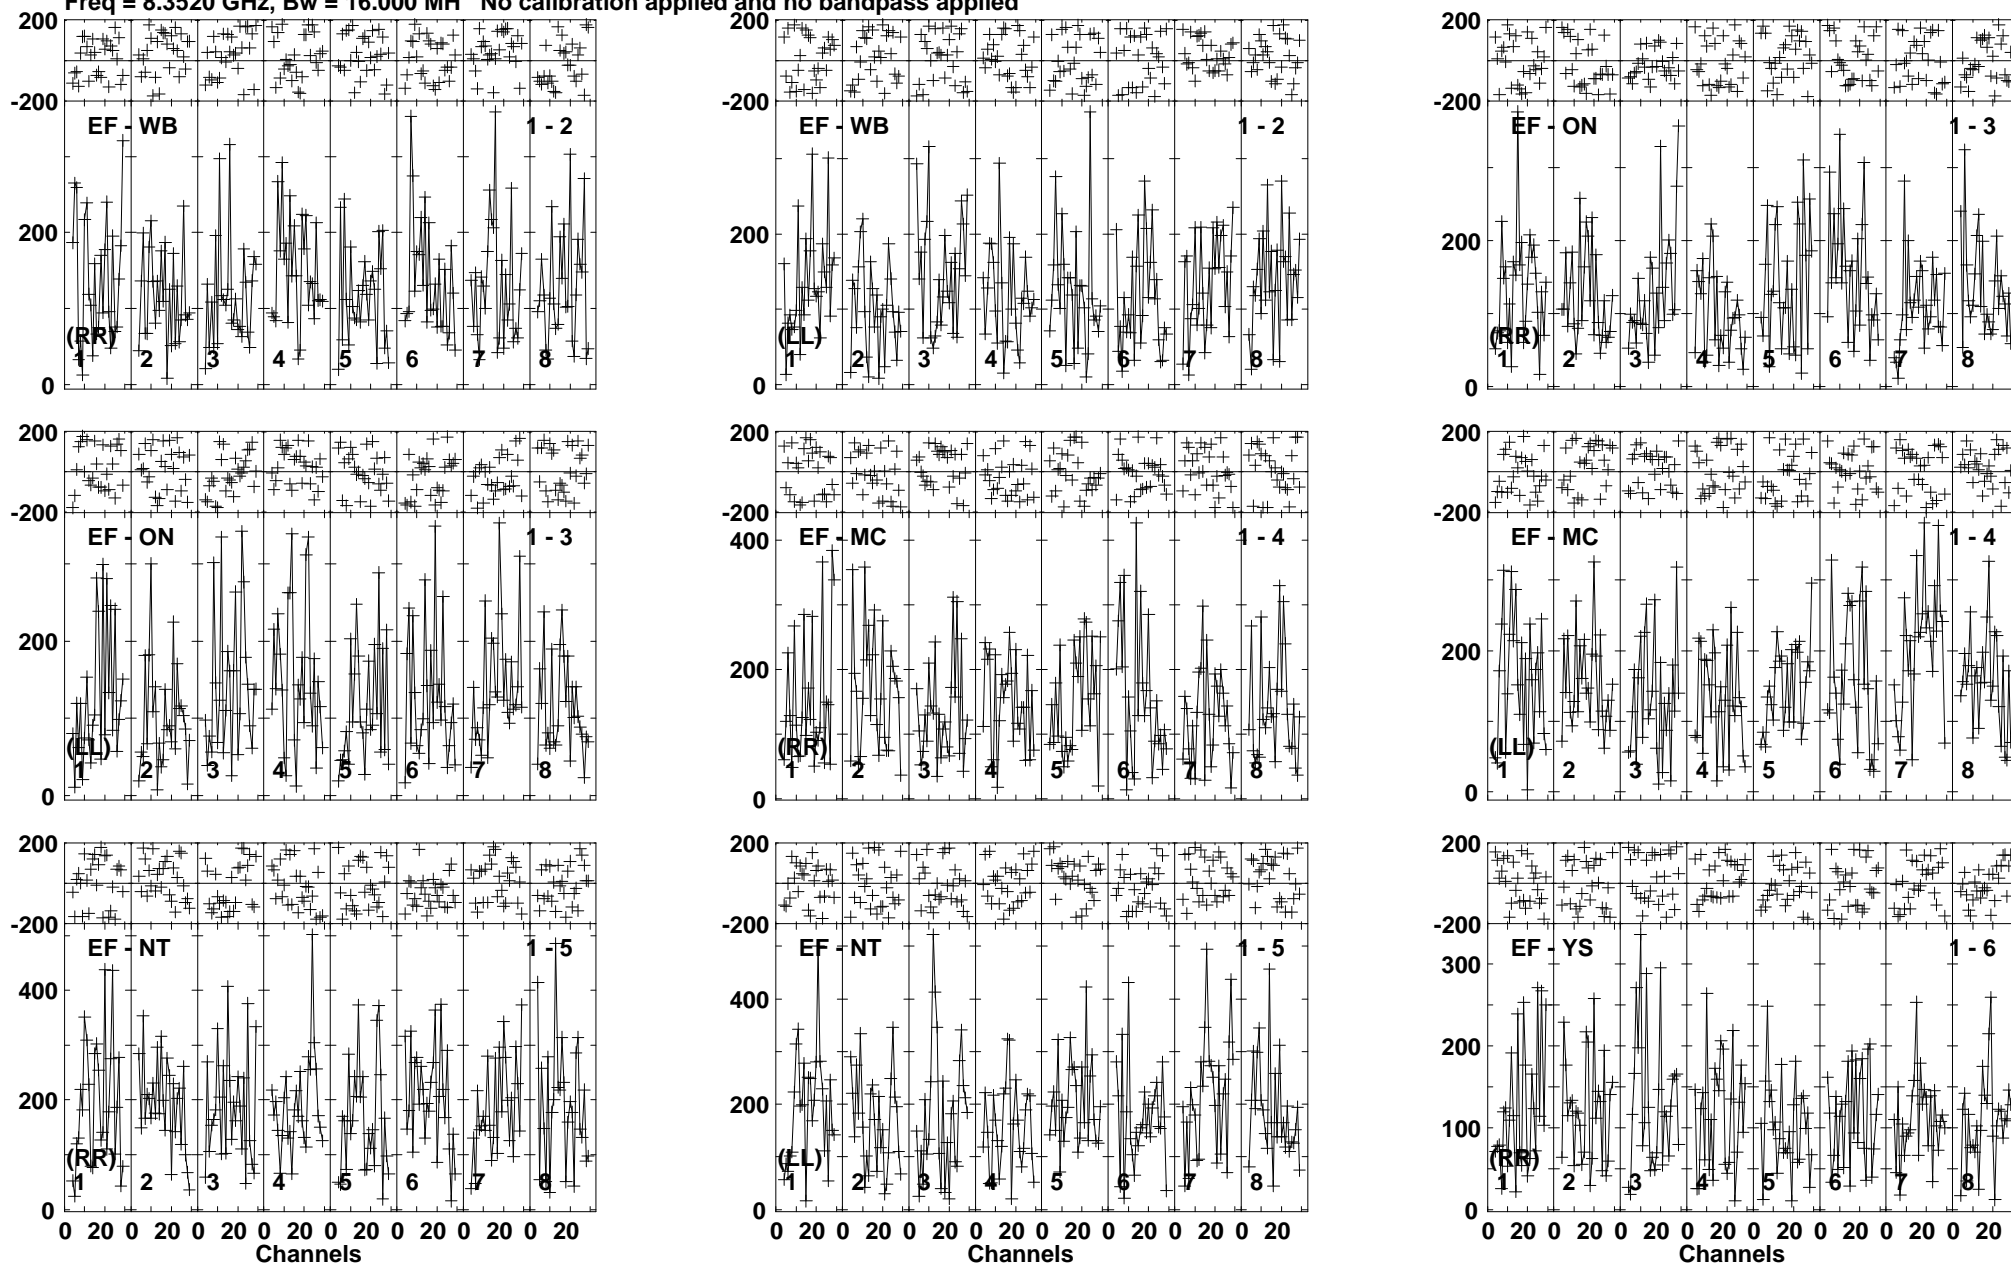 Freq = 8.3520 GHz, Bw = 16.000 MH No calibration applied and no bandpass applied
200 200 200
-200 -200 -200
EF - WB 1 - 2 EF - WB 1 - 2 EF - ON 1 - 3
200 200 200
(RR) (LL) (RR)
1 2 3 4 5 6 7 8 1 2 3 4 5 6 7 8 1 2 3 4 5 6 7 8
0 0 0
200 200 200
-200 -200 -200
EF - ON 1 - 3 EF - MC 1 - 4 EF - MC 1 - 4
400
200 200 200
(LL) (RR) (LL)
1 2 3 4 5 6 7 8 1 2 3 4 5 6 7 8 1 2 3 4 5 6 7 8
0 0 0
200 200 200
-200 -200 -200
EF - NT 1 - 5 EF - NT 1 - 5 EF - YS 1 - 6
400 400 300
200 200 200
100
(RR) (LL) (RR)
1 2 3 4 5 6 7 8 1 2 3 4 5 6 7 8 1 2 3 4 5 6 7 8
0 0 0
0 20 0 20 0 20 0 20 0 20 0 20 0 20 0 20 0 20 0 20 0 20 0 20 0 20 0 20 0 20 0 20 0 20 0 20 0 20 0 20 0 20 0 20 0 20 0 20
Channels Channels Channels